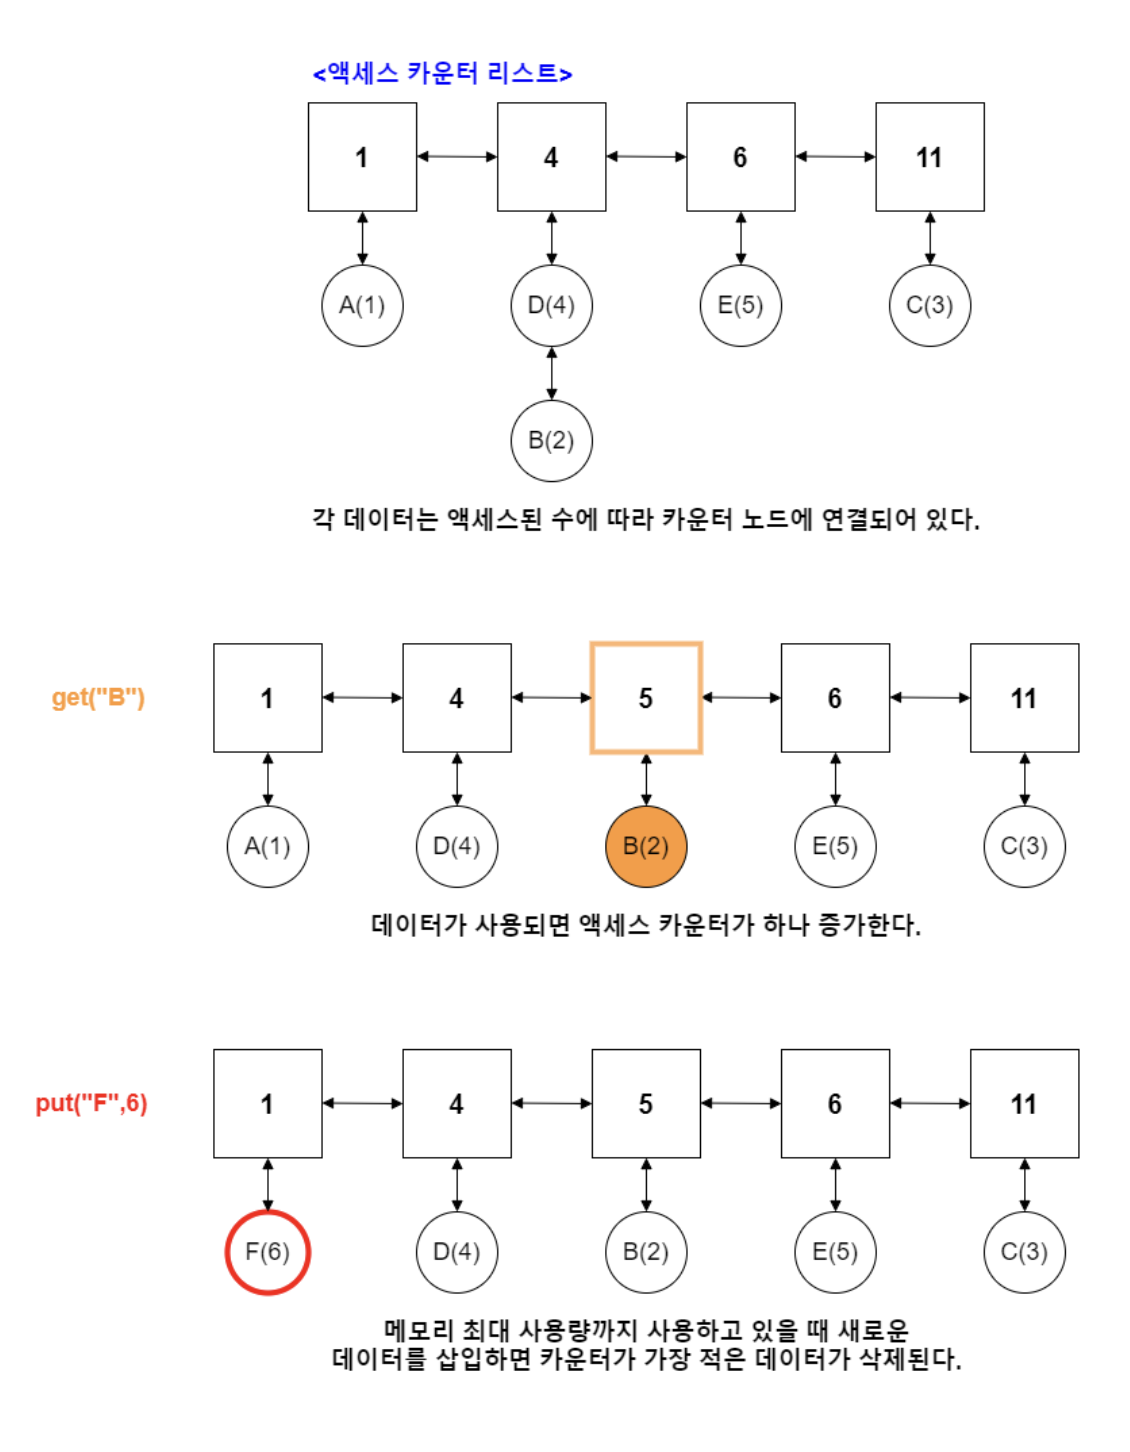 <액세스 카운터 리스트>
1 4 6 11
A(1) D(4) E(5) C(3)
B(2)
각 데이터는 액세스된 수에 따라 카운터 노드에 연결되어 있다.
get("B") 1 4 5 6 11
A(1) D(4) B(2) E(5) C(3)
데이터가 사용되면 액세스 카운터가 하나 증가한다.
put("F",6) 1 4 5 6 11
F(6) D(4) B(2) E(5) C(3)
메모리 최대 사용량까지 사용하고 있을 때 새로운
데이터를 삽입하면 카운터가 가장 적은 데이터가 삭제된다.